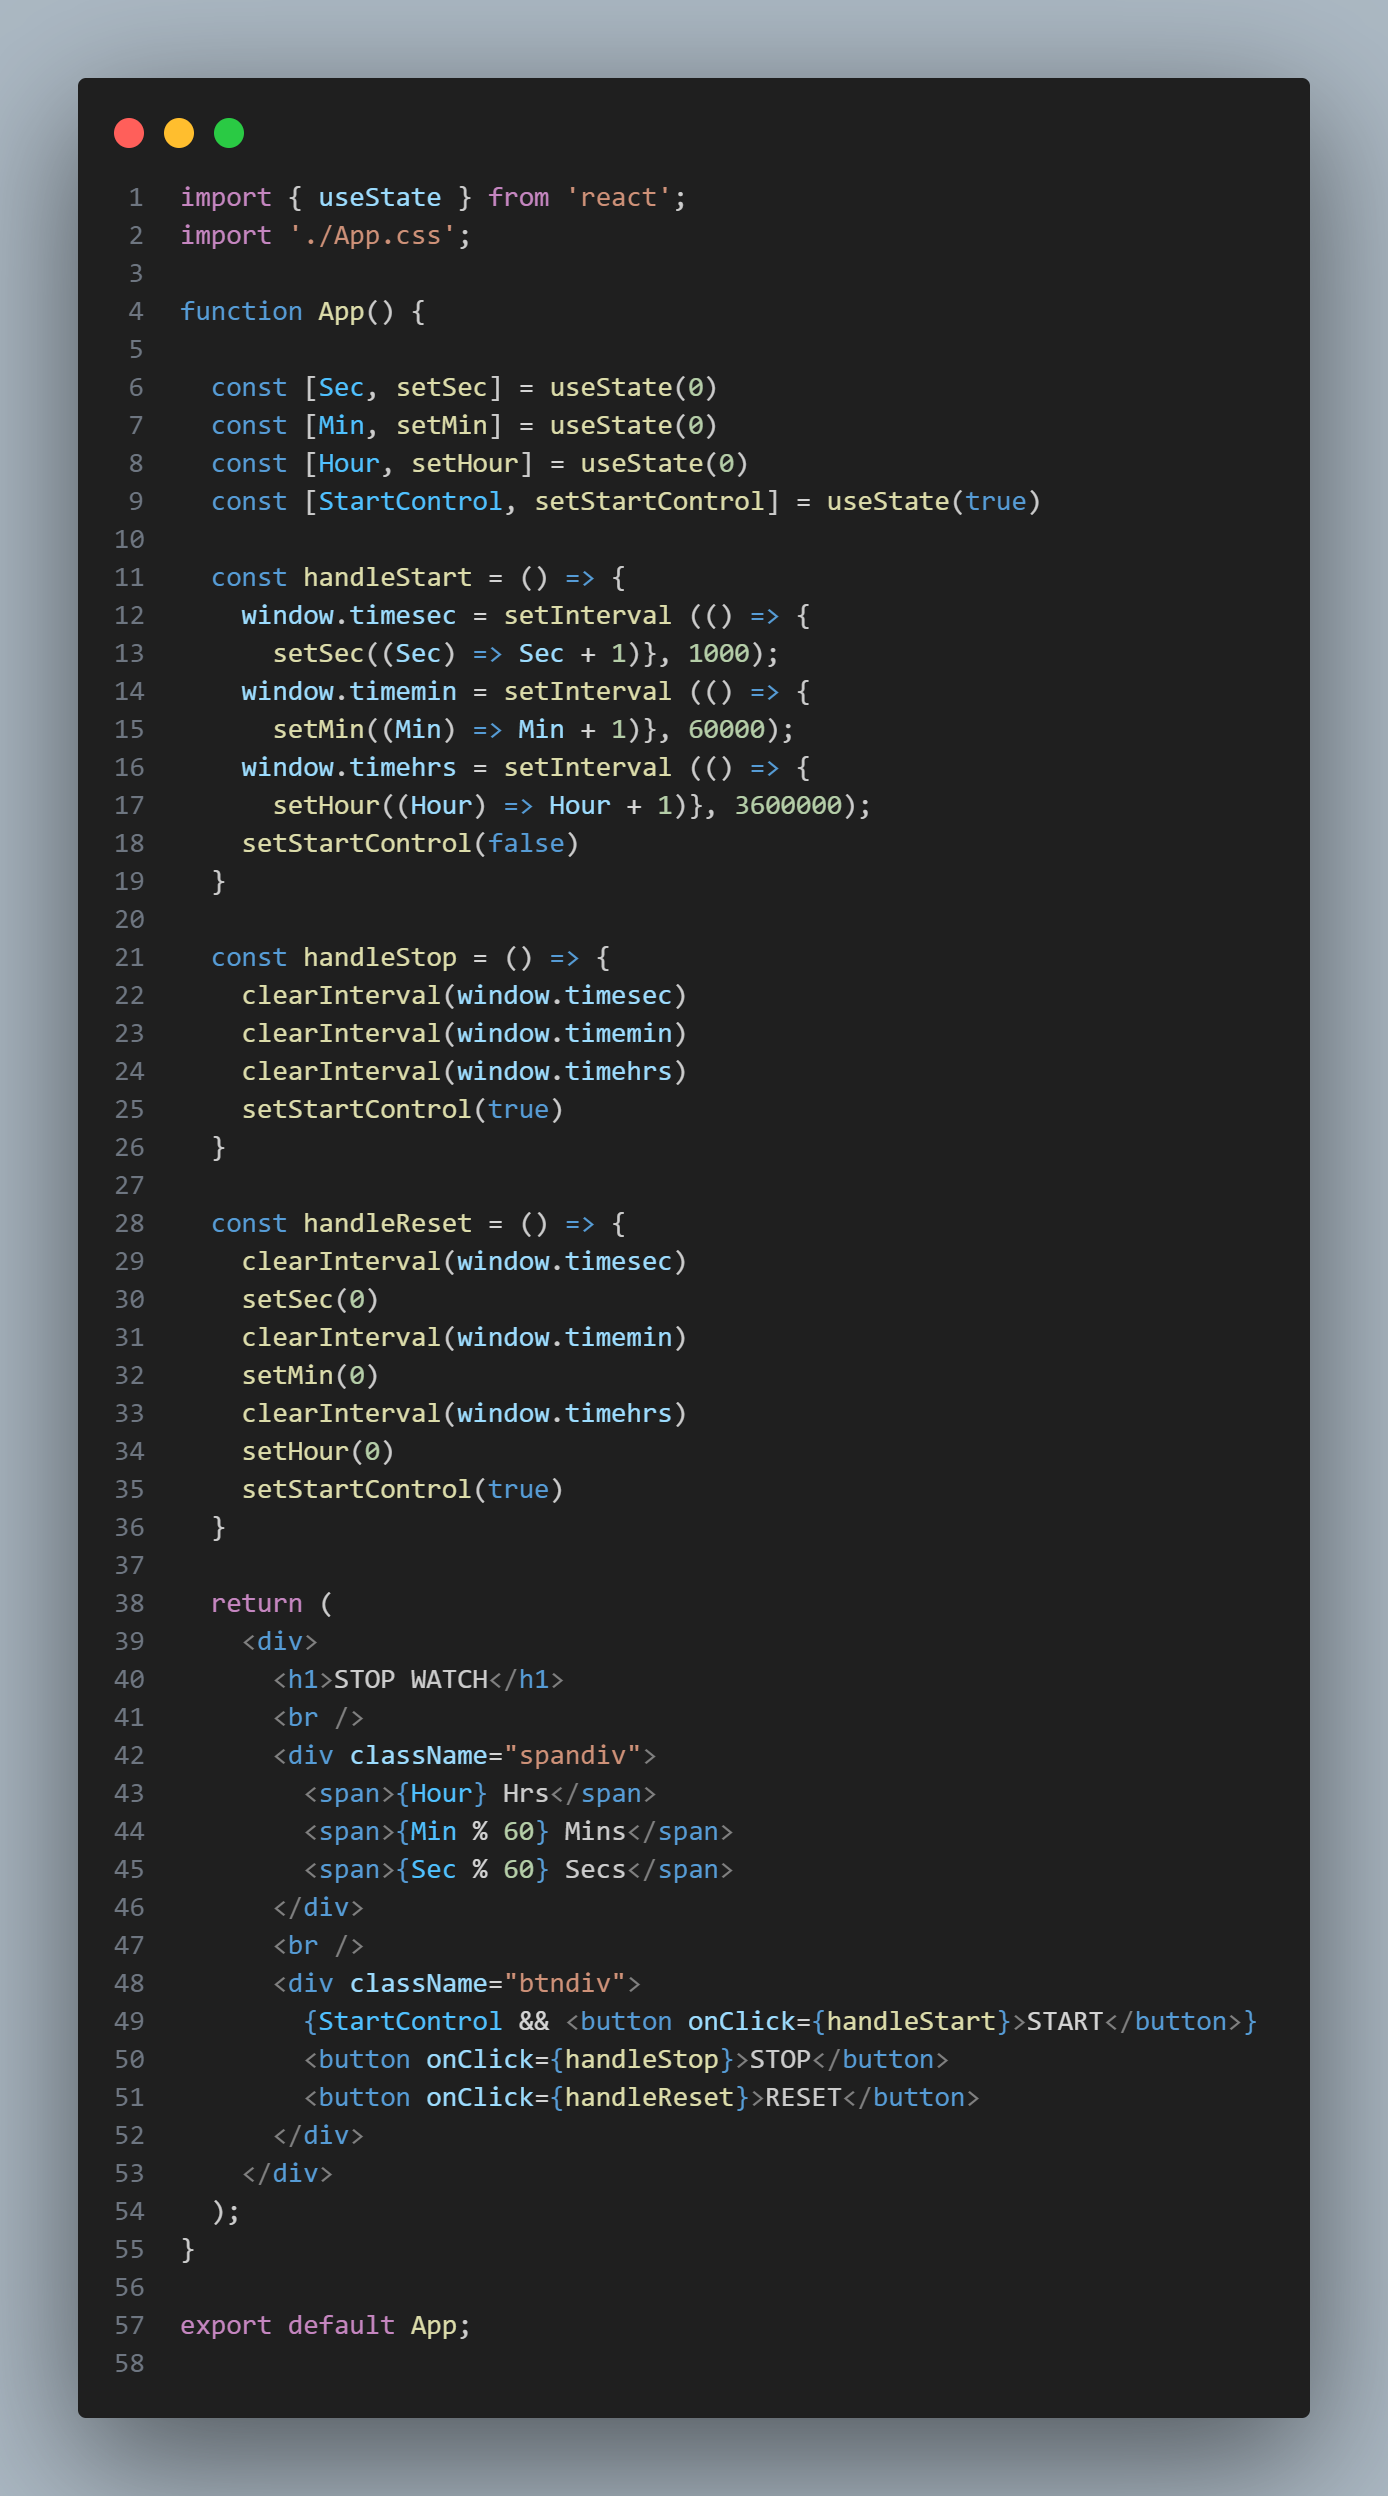 1 import { useState } from 'react';
2 import './App.css';
3
4 function App() {
5
6   const [Sec, setSec] = useState(0)
7   const [Min, setMin] = useState(0)
8   const [Hour, setHour] = useState(0)
9   const [StartControl, setStartControl] = useState(true)
10
11   const handleStart = () => {
12     window.timesec = setInterval (() => {
13       setSec((Sec) => Sec + 1)}, 1000);
14     window.timemin = setInterval (() => {
15       setMin((Min) => Min + 1)}, 60000);
16     window.timehrs = setInterval (() => {
17       setHour((Hour) => Hour + 1)}, 3600000);
18     setStartControl(false)
19   }
20
21   const handleStop = () => {
22     clearInterval(window.timesec)
23     clearInterval(window.timemin)
24     clearInterval(window.timehrs)
25     setStartControl(true)
26   }
27
28   const handleReset = () => {
29     clearInterval(window.timesec)
30     setSec(0)
31     clearInterval(window.timemin)
32     setMin(0)
33     clearInterval(window.timehrs)
34     setHour(0)
35     setStartControl(true)
36   }
37
38   return (
39     <div>
40       <h1>STOP WATCH</h1>
41       <br />
42       <div className="spandiv">
43         <span>{Hour} Hrs</span>
44         <span>{Min % 60} Mins</span>
45         <span>{Sec % 60} Secs</span>
46       </div>
47       <br />
48       <div className="btndiv">
49         {StartControl && <button onClick={handleStart}>START</button>}
50         <button onClick={handleStop}>STOP</button>
51         <button onClick={handleReset}>RESET</button>
52       </div>
53     </div>
54   );
55 }
56
57 export default App;
58